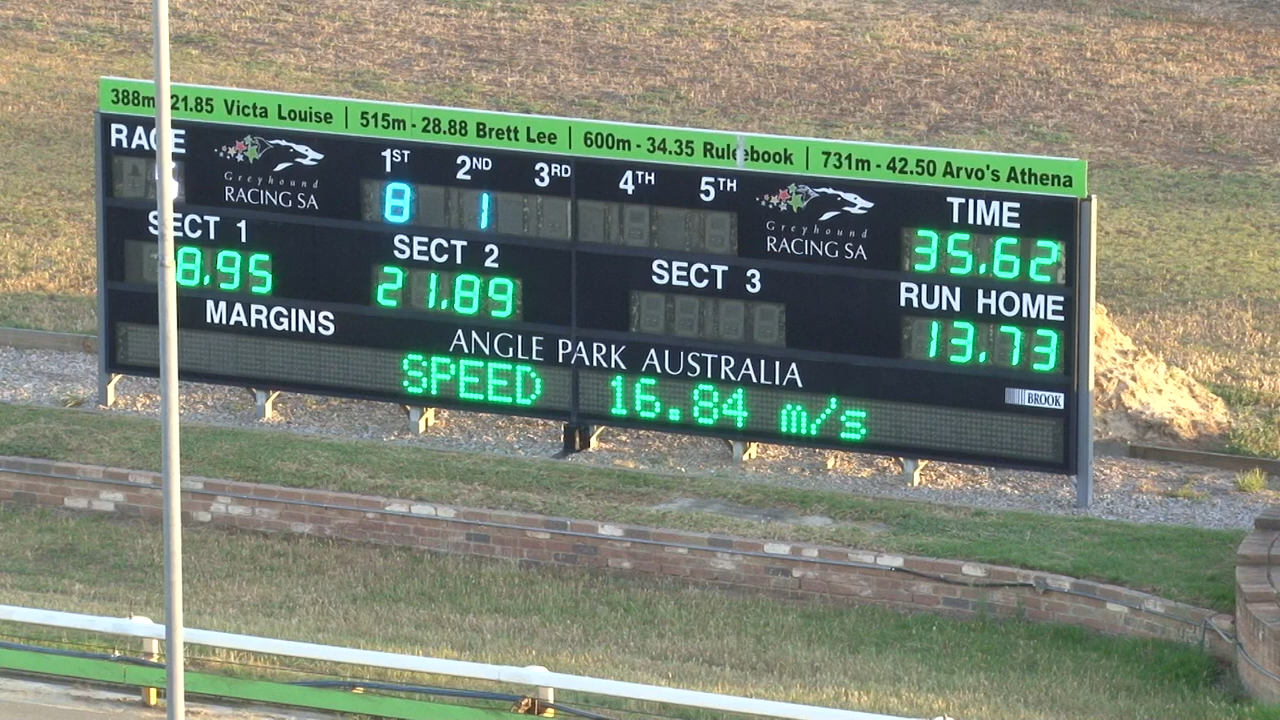 388m - 21.85 Victa Louise | 515m - 28.88 Brett Lee | 600m - 34.35 Rulebook | 731m - 42.50 Arvo's Athena
RACE
Greyhound
RACING SA
1ST 2ND 3RD 4TH 5TH
8 1
Greyhound
RACING SA
TIME
35.62
SECT 1
8.95
SECT 2
21.89
SECT 3
RUN HOME
13.73
MARGINS
ANGLE PARK AUSTRALIA
SPEED 16.84 m/s
BROOK